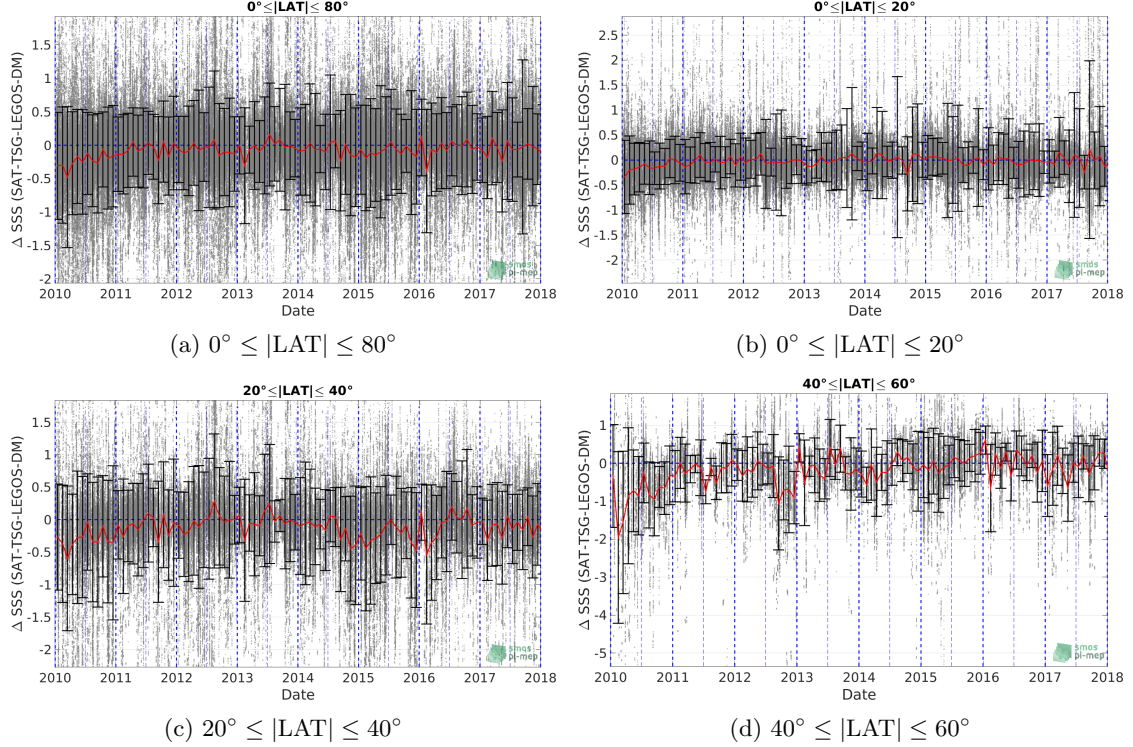 0°≤|LAT|≤ 80°
Δ SSS (SAT-TSG-LEGOS-DM)
1.5
1
0.5
0
-0.5
-1
-1.5
-2
2010 2011 2012 2013 2014 2015 2016 2017 2018
Date
smos
pi-mep
(a) 0° ≤ |LAT| ≤ 80°
0°≤|LAT|≤ 20°
Δ SSS (SAT-TSG-LEGOS-DM)
2.5
2
1.5
1
0.5
0
-0.5
-1
-1.5
-2
2010 2011 2012 2013 2014 2015 2016 2017 2018
Date
smos
pi-mep
(b) 0° ≤ |LAT| ≤ 20°
20°≤|LAT|≤ 40°
Δ SSS (SAT-TSG-LEGOS-DM)
1.5
1
0.5
0
-0.5
-1
-1.5
-2
2010 2011 2012 2013 2014 2015 2016 2017 2018
Date
smos
pi-mep
(c) 20° ≤ |LAT| ≤ 40°
40°≤|LAT|≤ 60°
Δ SSS (SAT-TSG-LEGOS-DM)
1
0
-1
-2
-3
-4
-5
2010 2011 2012 2013 2014 2015 2016 2017 2018
Date
smos
pi-mep
(d) 40° ≤ |LAT| ≤ 60°